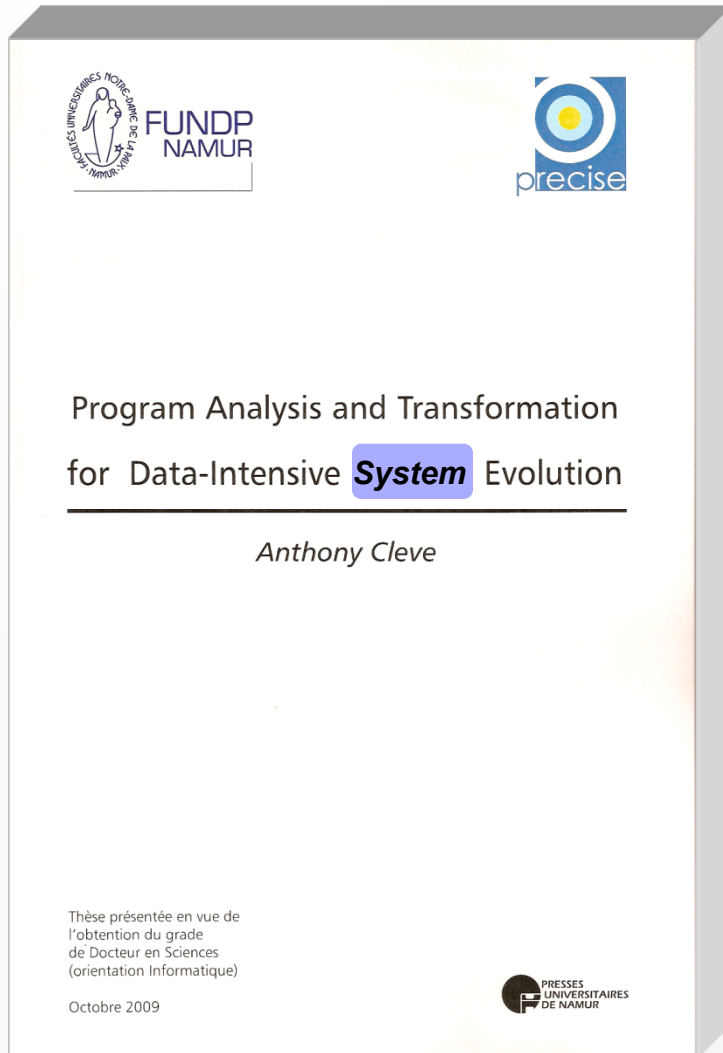 FACULTÉS UNIVERSITAIRES NOTRE-DAME DE LA PAIX · NAMUR ·
FUNDP
NAMUR
precise
Program Analysis and Transformation
for Data-Intensive System Evolution
Anthony Cleve
Thèse présentée en vue de
l'obtention du grade
de Docteur en Sciences
(orientation Informatique)
Octobre 2009
PRESSES
UNIVERSITAIRES
DE NAMUR